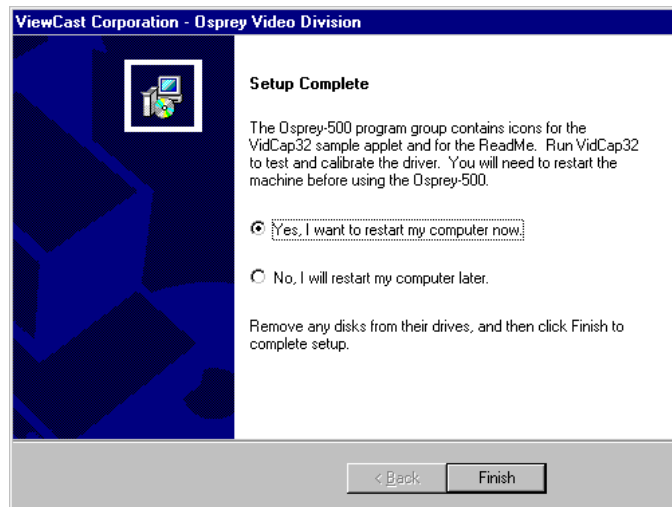 ViewCast Corporation - Osprey Video Division
Setup Complete
The Osprey-500 program group contains icons for the
VidCap32 sample applet and for the ReadMe. Run VidCap32
to test and calibrate the driver. You will need to restart the
machine before using the Osprey-500.
Yes, I want to restart my computer now.
No, I will restart my computer later.
Remove any disks from their drives, and then click Finish to
complete setup.
< Back
Finish